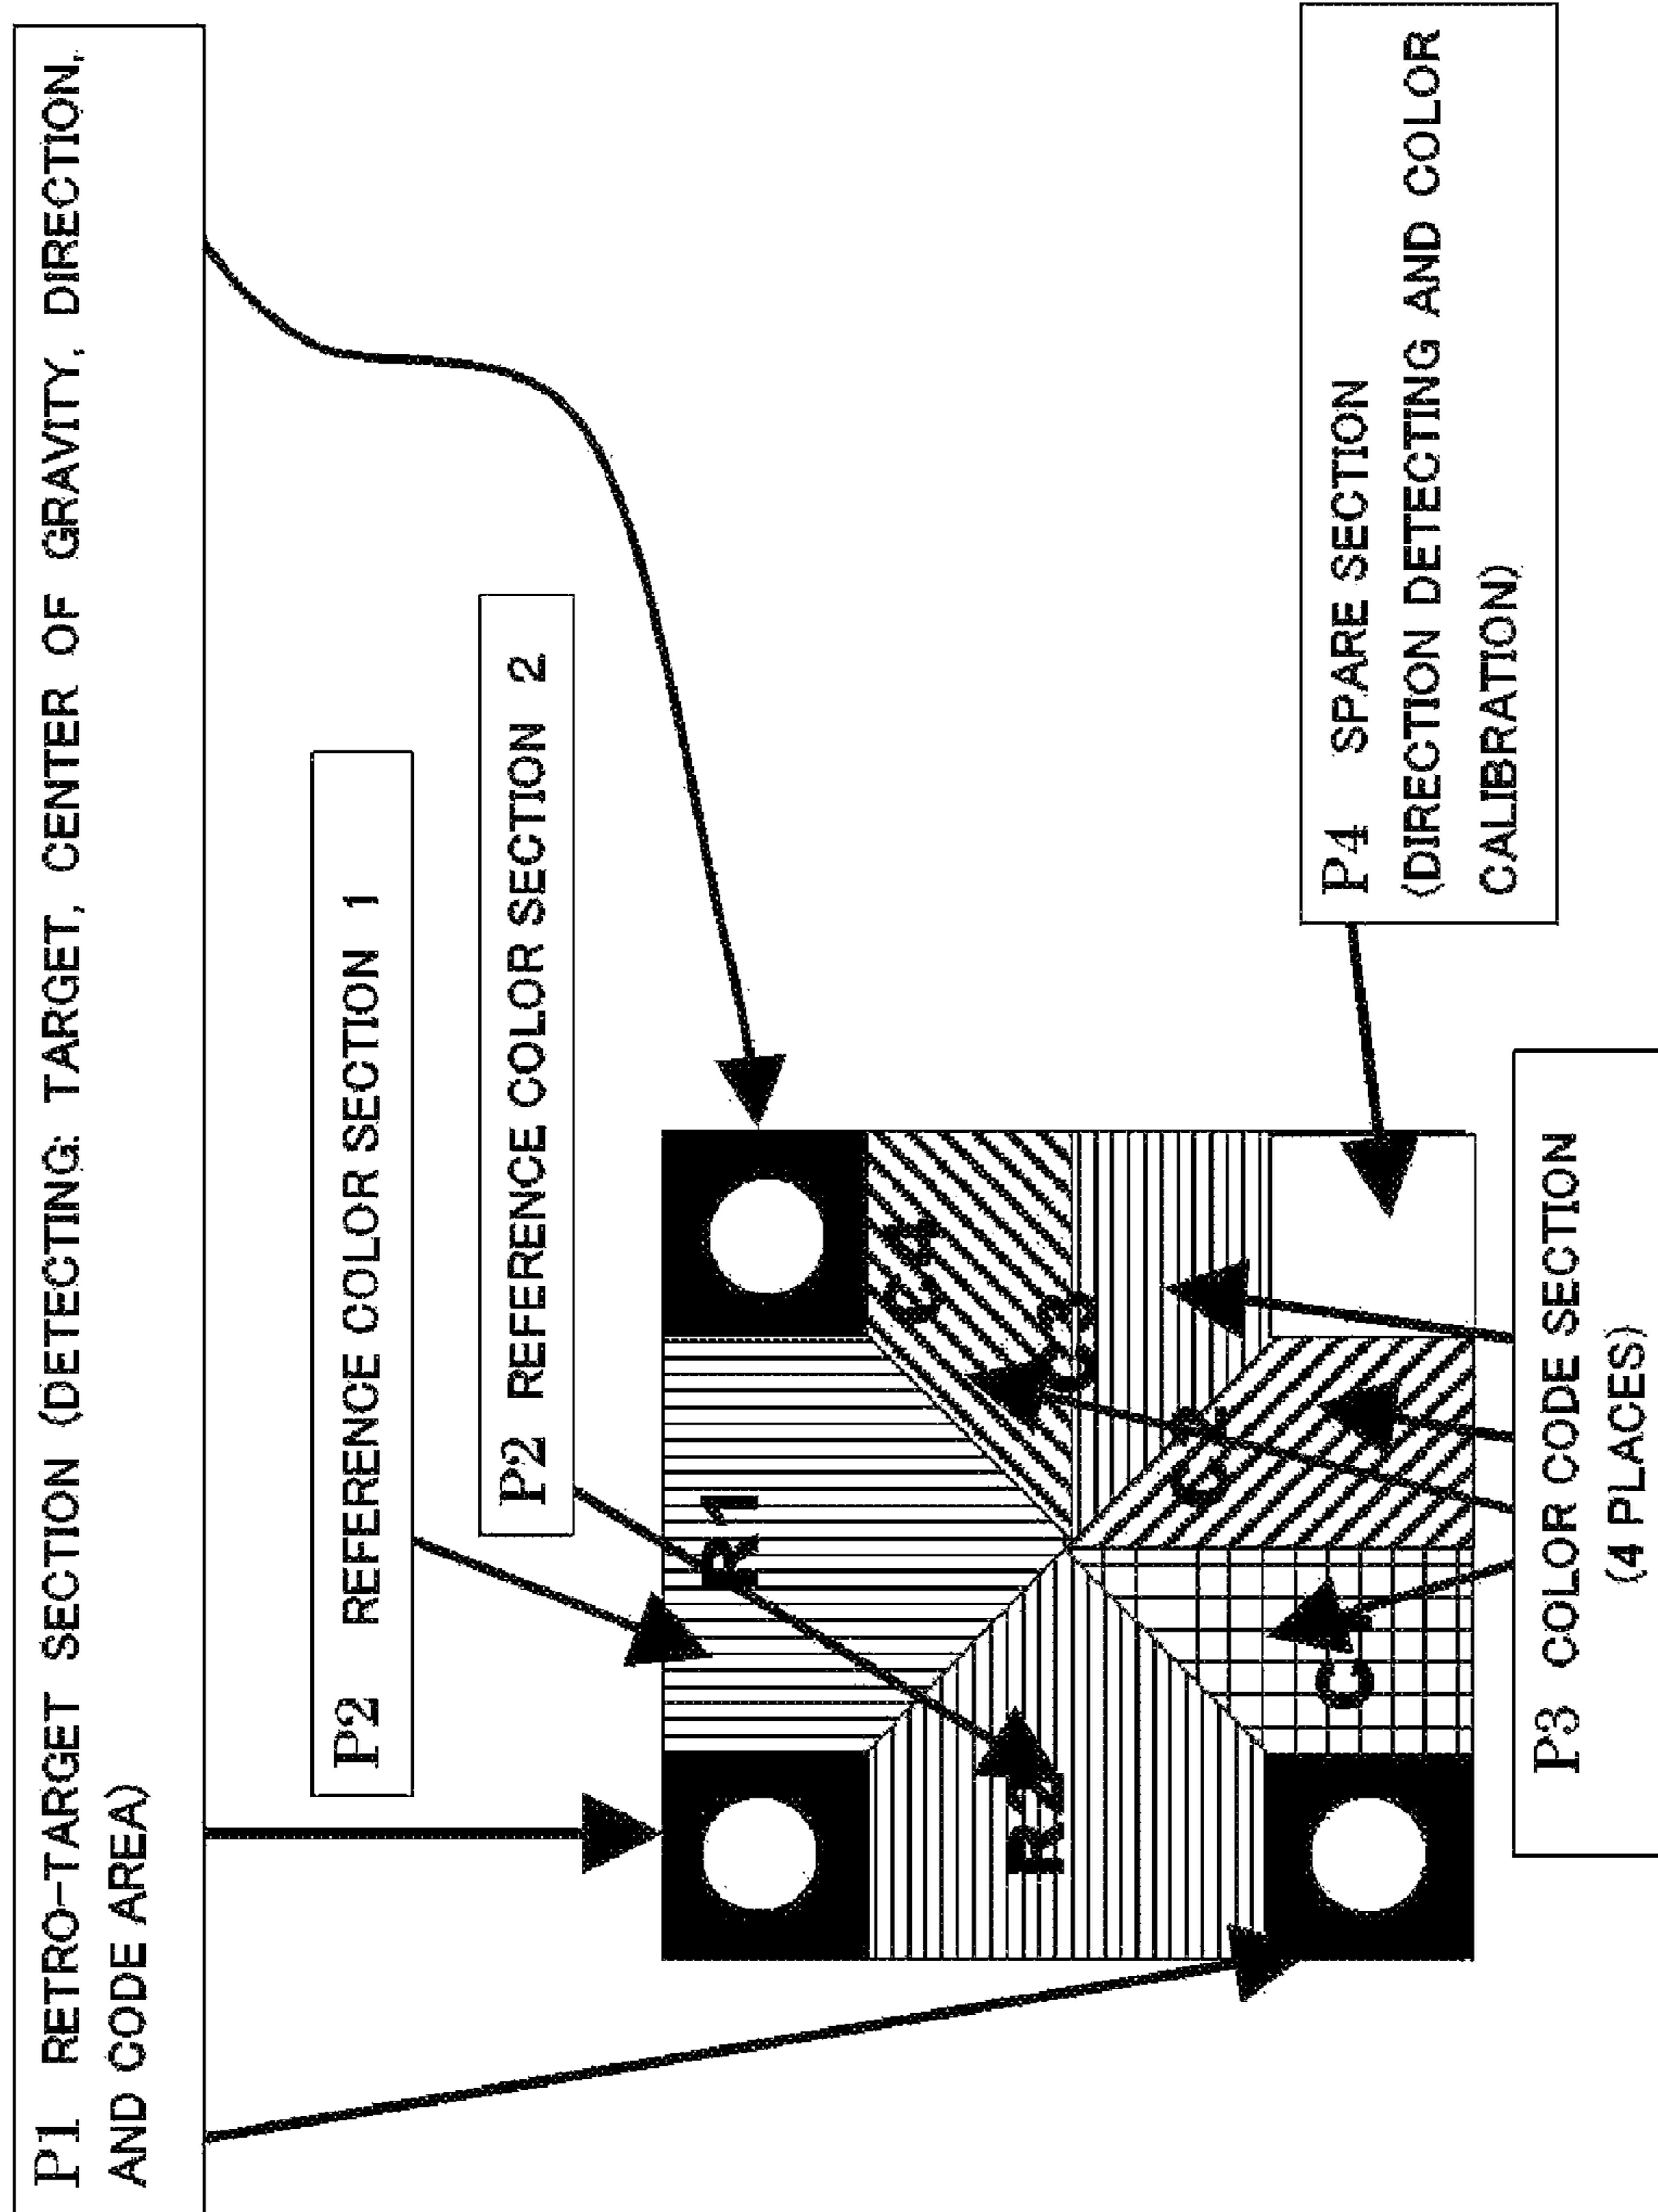 P1 RETRO-TARGET SECTION (DETECTING: TARGET, CENTER OF GRAVITY, DIRECTION,
AND CODE AREA)
P2 REFERENCE COLOR SECTION 1
P2 REFERENCE COLOR SECTION 2
R1
R2
C4
C3
C2
C1
P4 SPARE SECTION
(DIRECTION DETECTING AND COLOR
CALIBRATION)
P3 COLOR CODE SECTION
(4 PLACES)